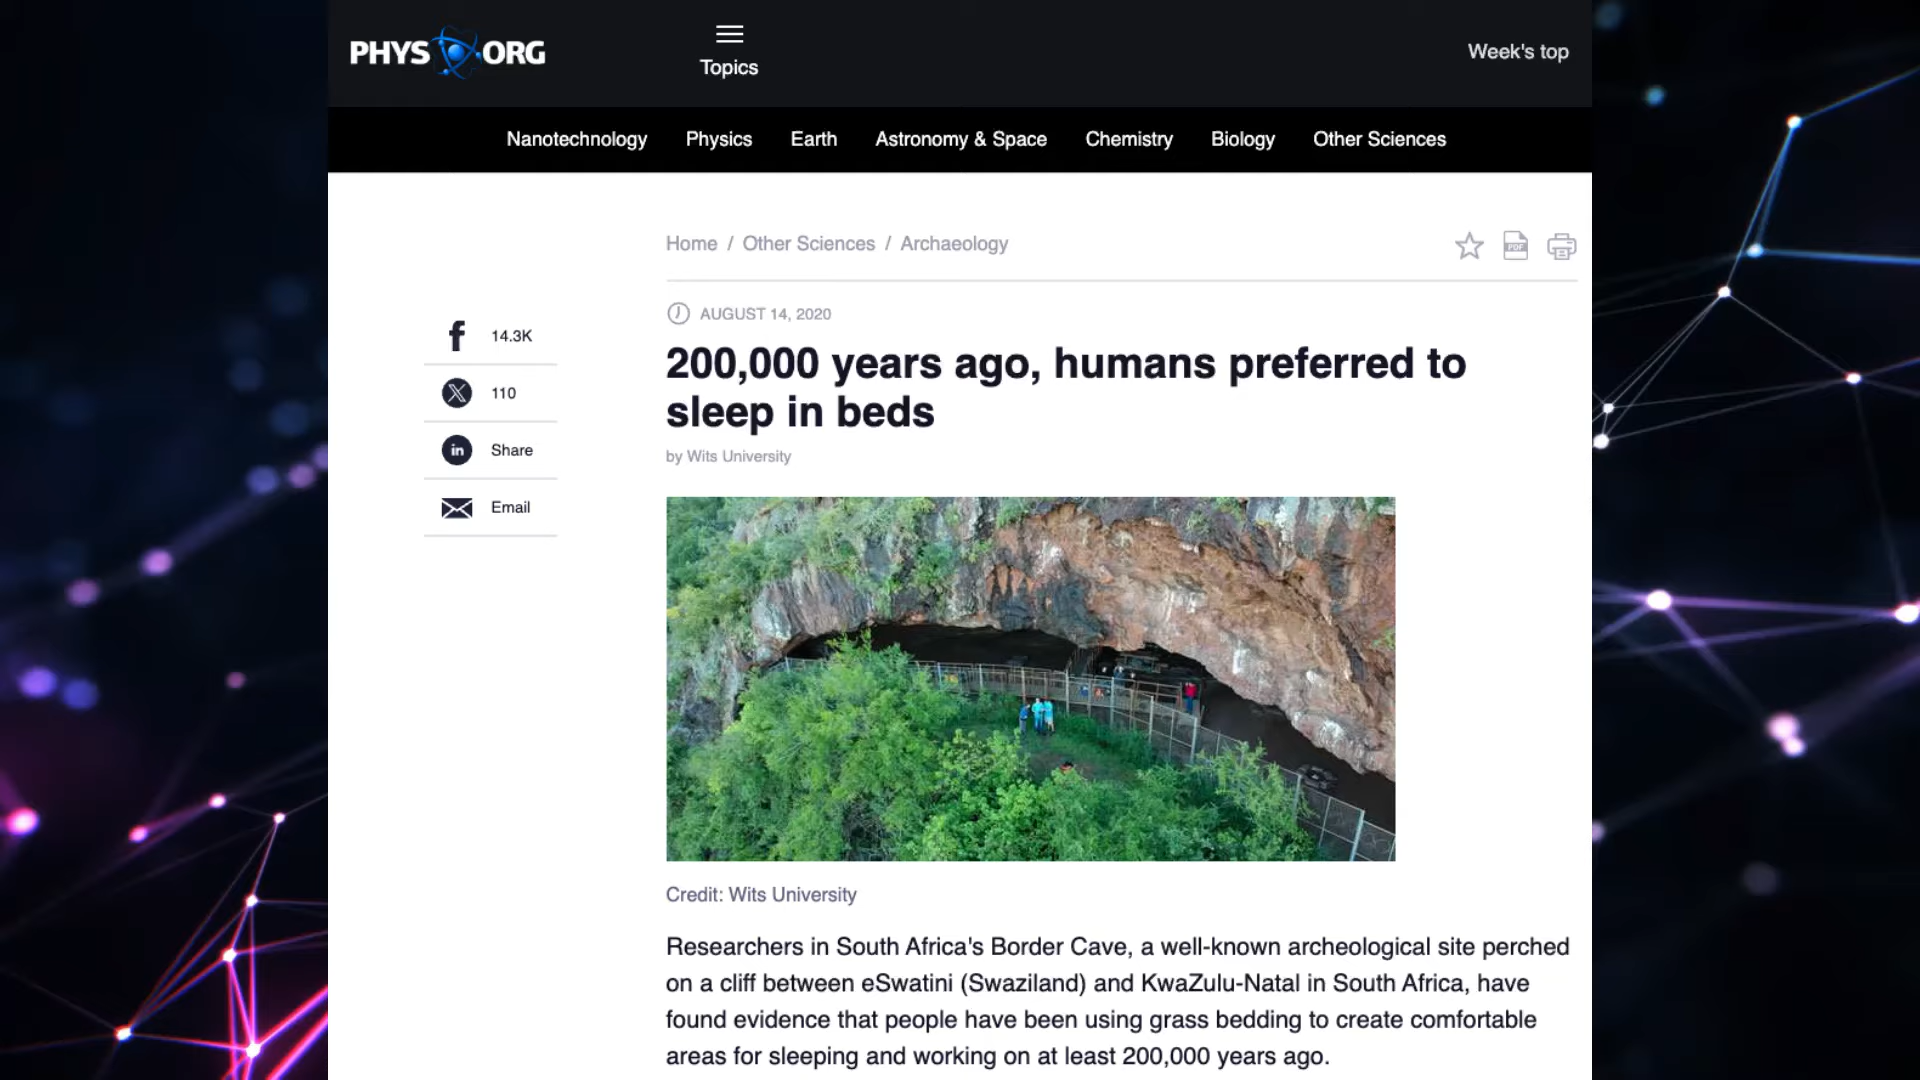 PHYS ORG
Topics
Week's top
Nanotechnology Physics Earth Astronomy & Space Chemistry Biology Other Sciences
Home / Other Sciences / Archaeology
PDF
AUGUST 14, 2020
200,000 years ago, humans preferred to
sleep in beds
by Wits University
f 14.3K
X 110
in Share
Email
Credit: Wits University
Researchers in South Africa's Border Cave, a well-known archeological site perched
on a cliff between eSwatini (Swaziland) and KwaZulu-Natal in South Africa, have
found evidence that people have been using grass bedding to create comfortable
areas for sleeping and working on at least 200,000 years ago.